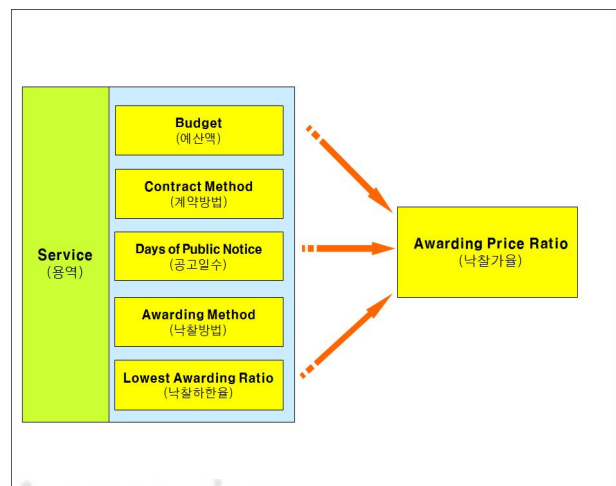 Service
(용역)
Budget
(예산액)
Contract Method
(계약방법)
Days of Public Notice
(공고일수)
Awarding Method
(낙찰방법)
Lowest Awarding Ratio
(낙찰하한율)
Awarding Price Ratio
(낙찰가율)